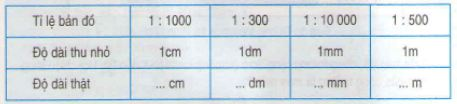 Tỉ lệ bản đồ 1 : 1000 1 : 300 1 : 10 000 1 : 500
Độ dài thu nhỏ 1cm 1dm 1mm 1m
Độ dài thật ... cm ... dm ... mm ... m